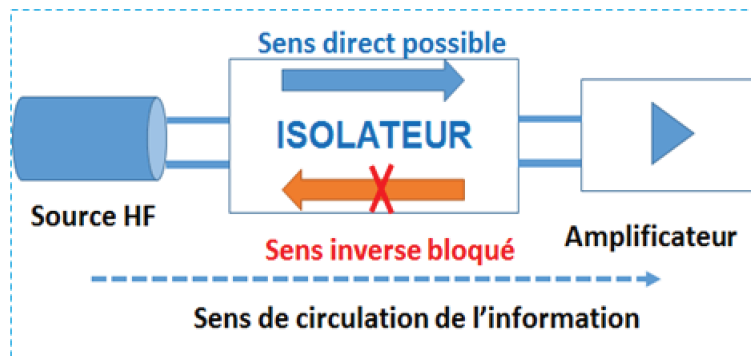 Sens direct possible
ISOLATEUR
Source HF
Sens inverse bloqué
Amplificateur
Sens de circulation de l'information